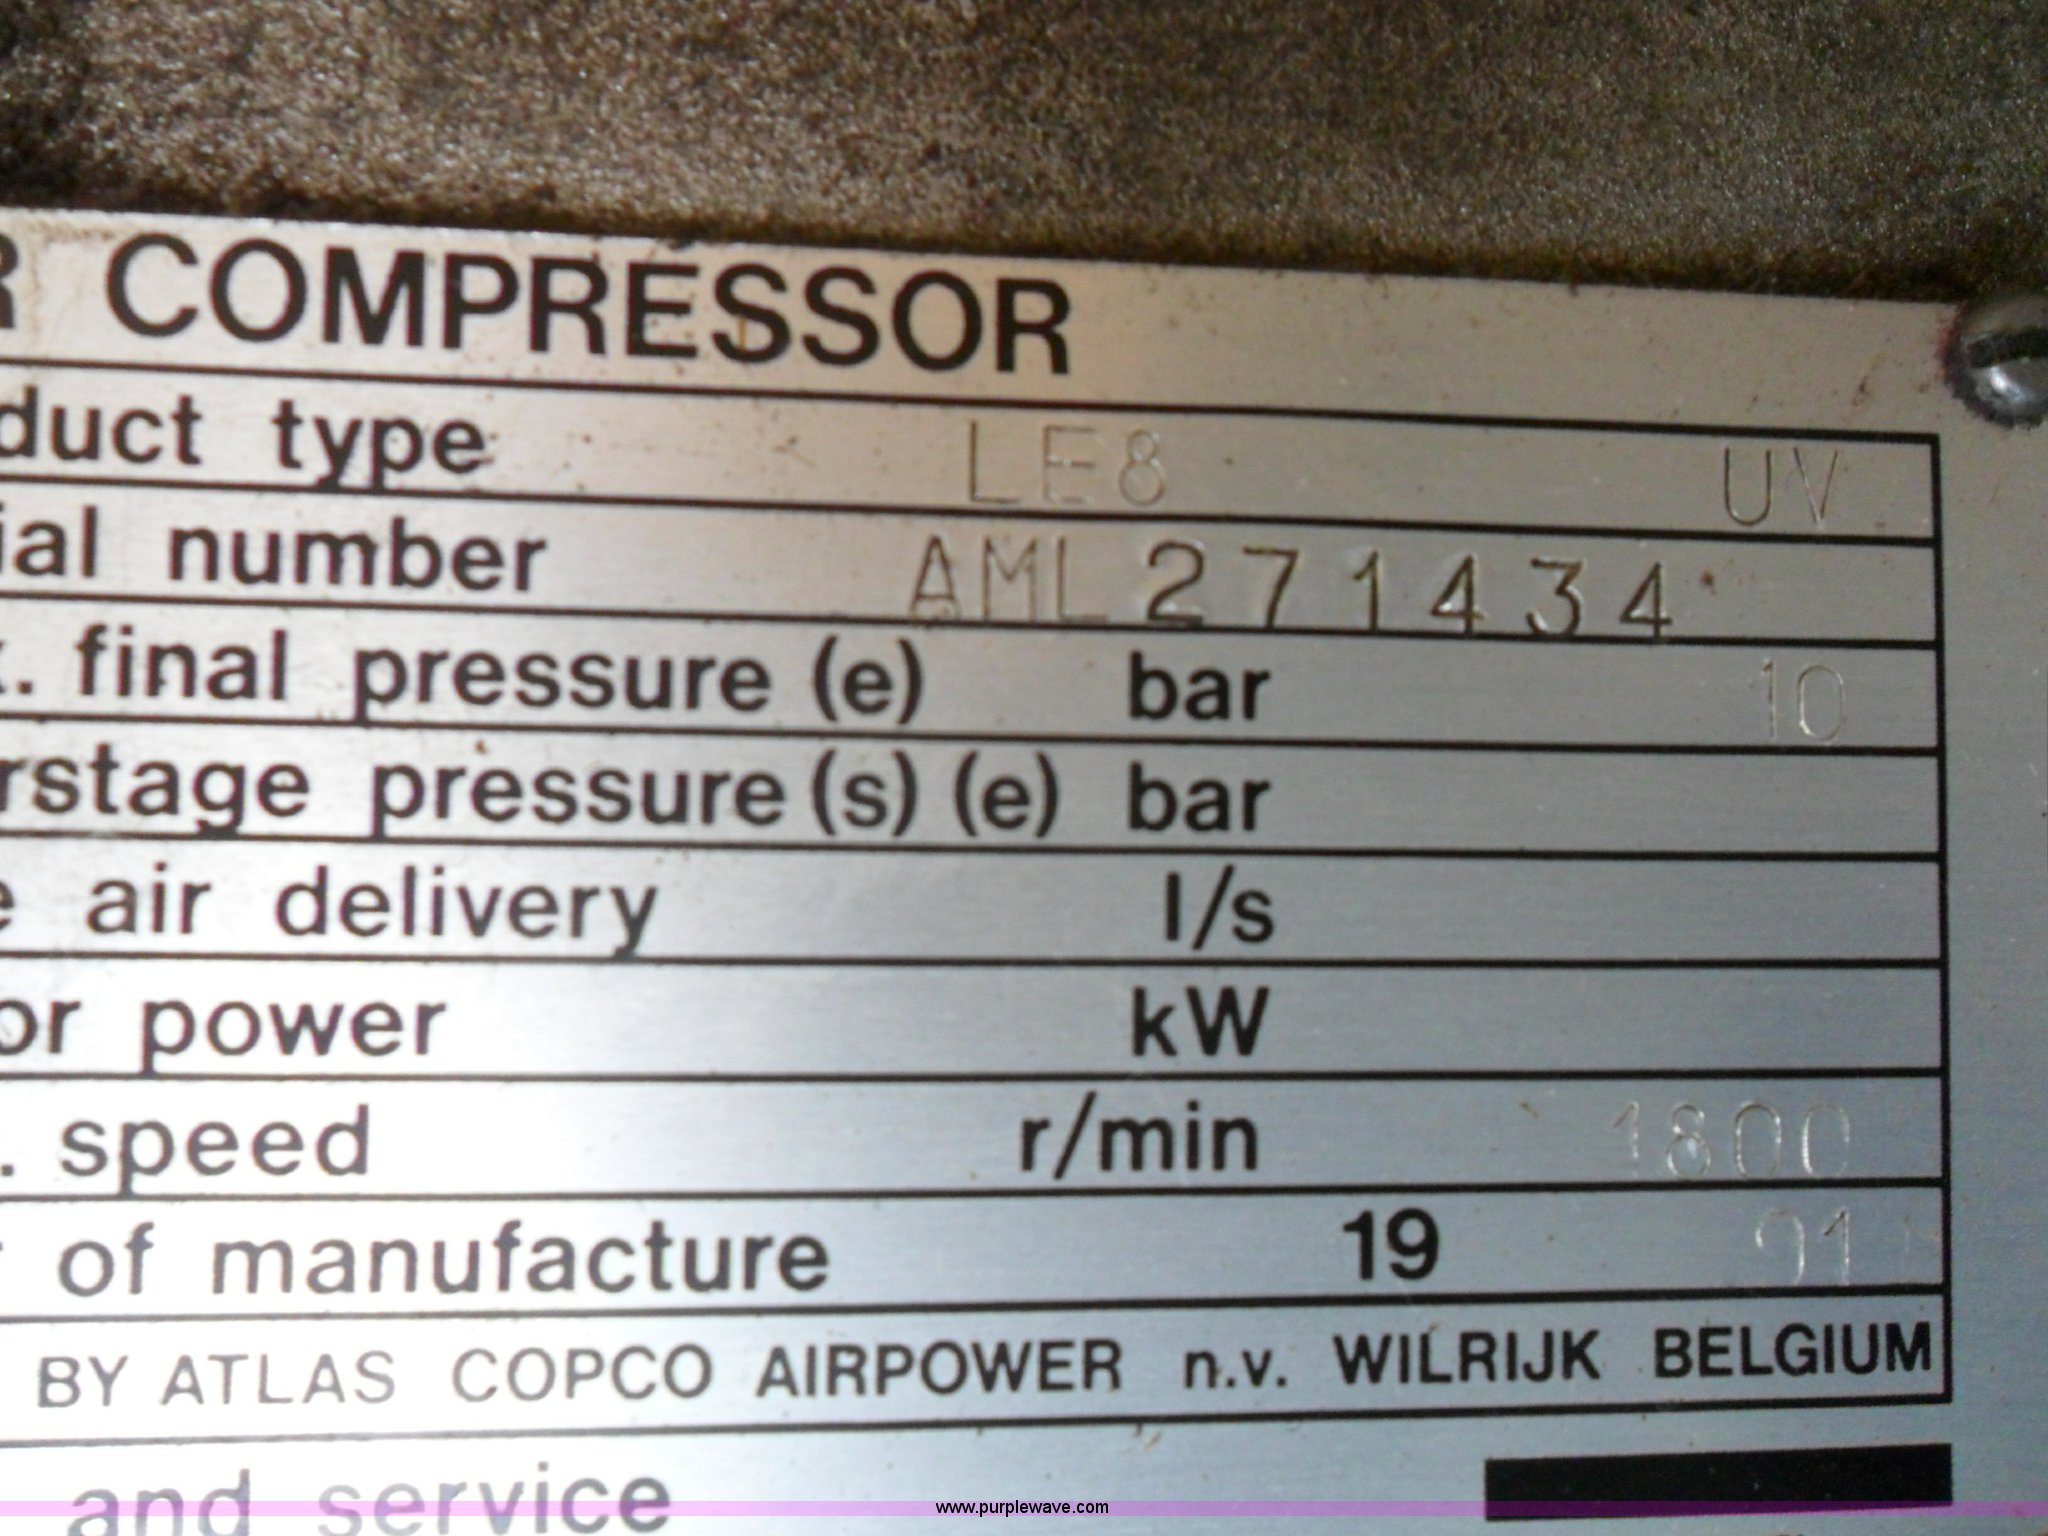 R COMPRESSOR
duct type LE8 UV
ial number AML271434
x. final pressure (e) bar 10
rstage pressure (s) (e) bar
e air delivery l/s
or power kW
. speed r/min 1800
r of manufacture 19 91
BY ATLAS COPCO AIRPOWER n.v. WILRIJK BELGIUM
and service
www.purplewave.com